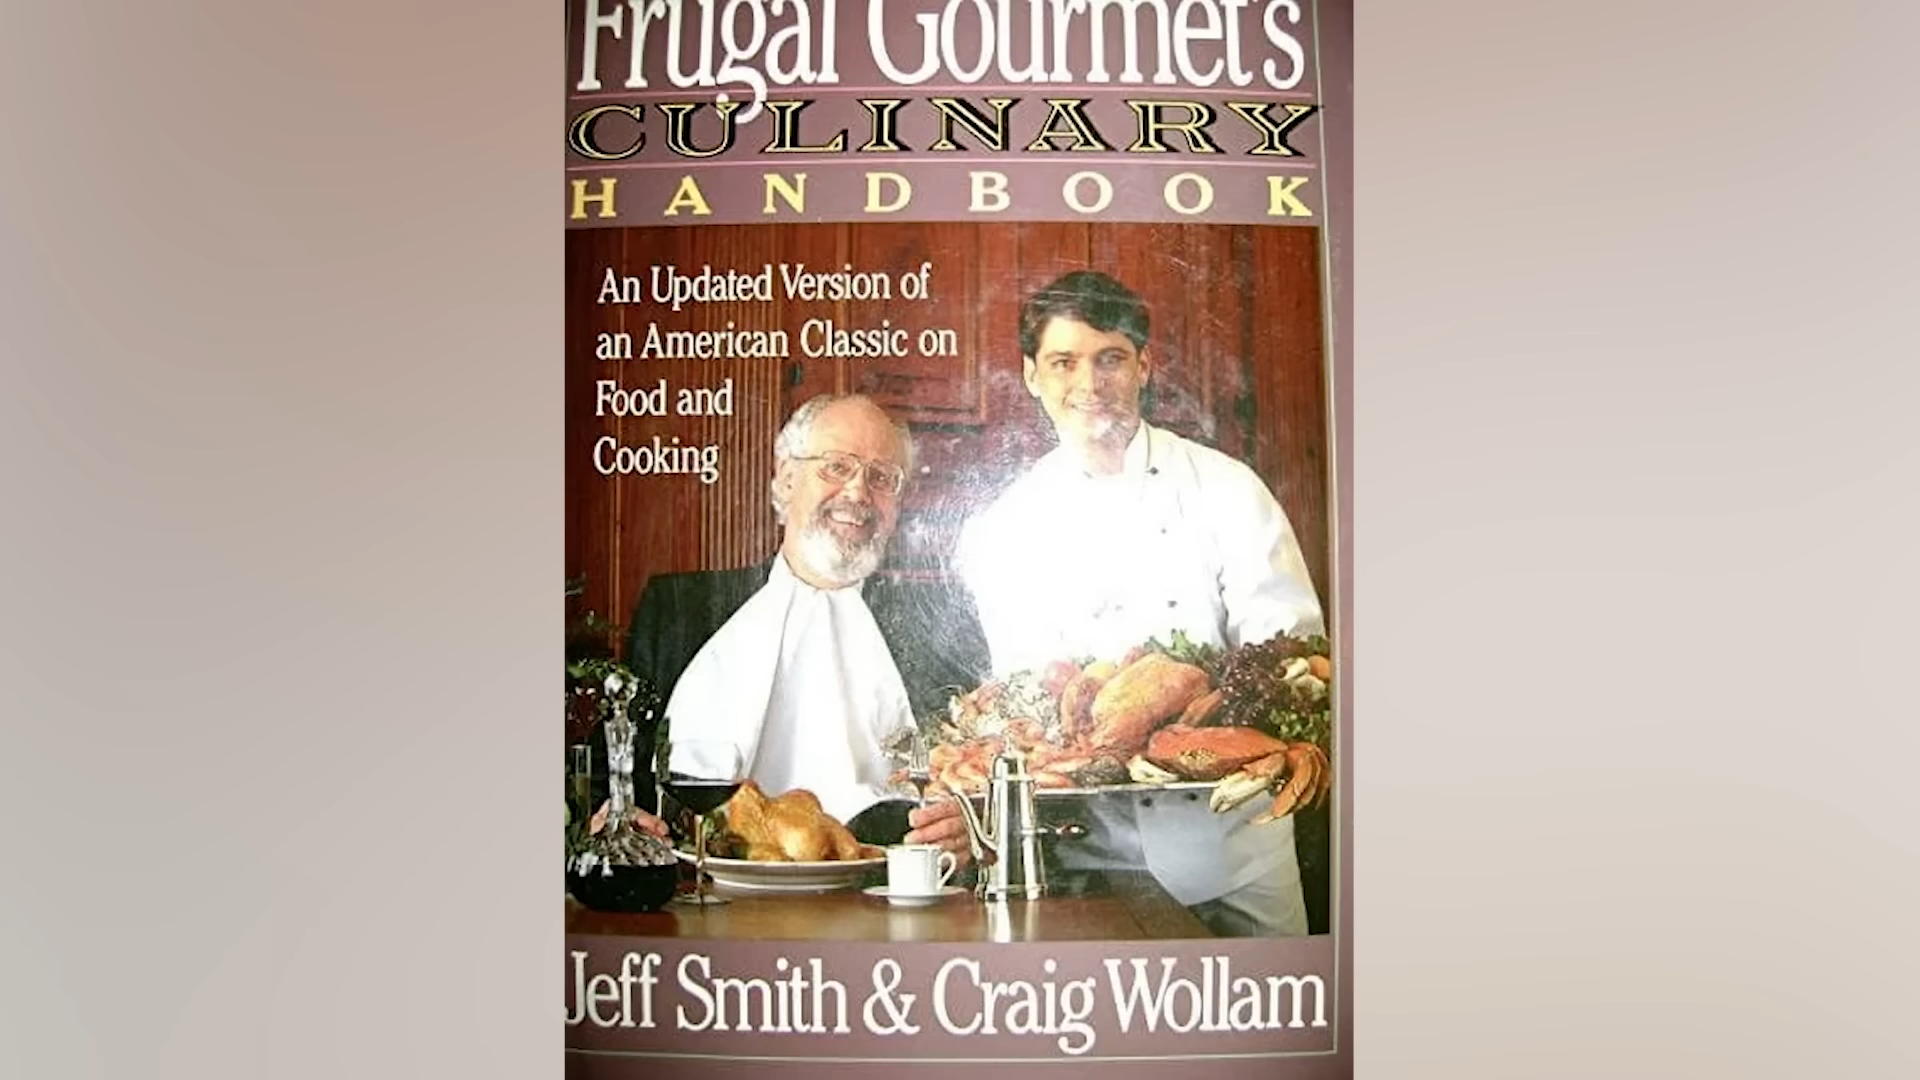 Frugal Gourmet's
CULINARY
HANDBOOK
An Updated Version of
an American Classic on
Food and
Cooking
Jeff Smith & Craig Wollam